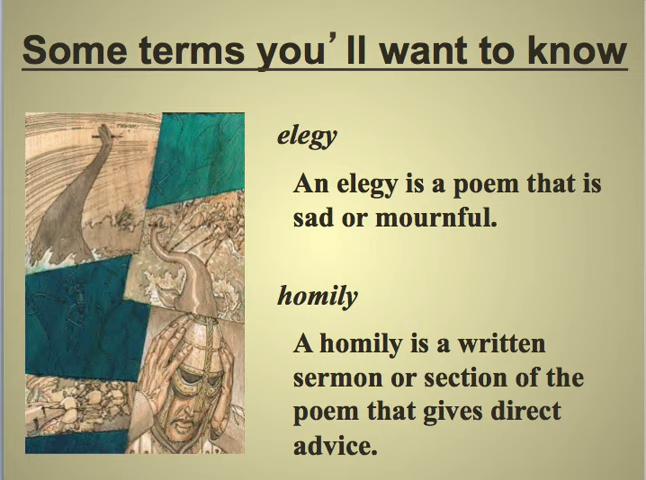 Some terms you’ ll want to know
elegy
An elegy is a poem that is
sad or mournful.
homily
A homily is a written
sermon or section of the
poem that gives direct
advice.